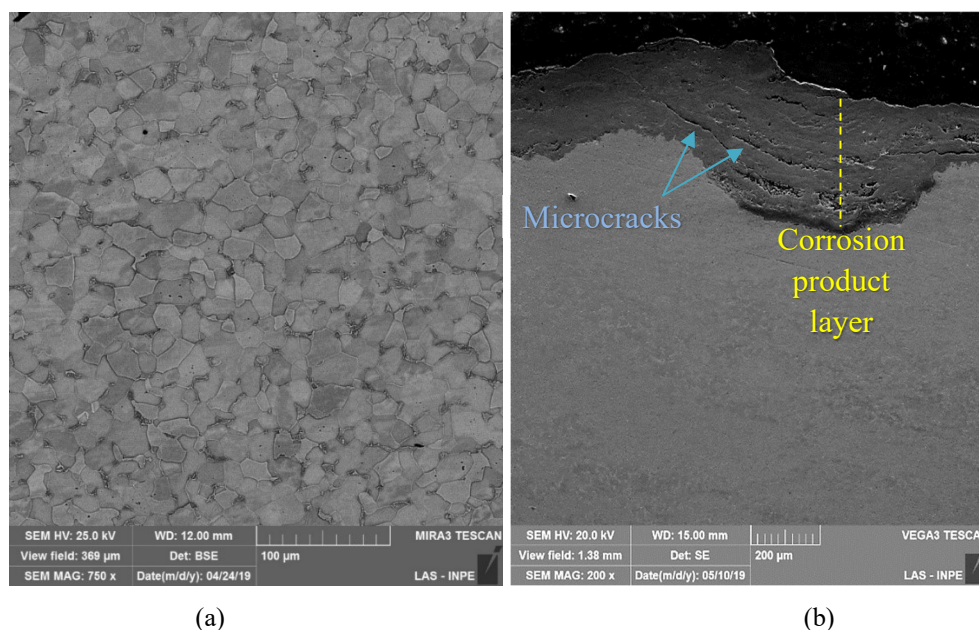 Microcracks
Corrosion
product
layer
SEM HV: 25.0 kV WD: 12.00 mm MIRA3 TESCAN
View field: 369 µm Det: BSE 100 µm
SEM MAG: 750 x Date(m/d/y): 04/24/19 LAS - INPE
SEM HV: 20.0 kV WD: 15.00 mm VEGA3 TESCAN
View field: 1.38 mm Det: SE 200 µm
SEM MAG: 200 x Date(m/d/y): 05/10/19 LAS - INPE
(a) (b)